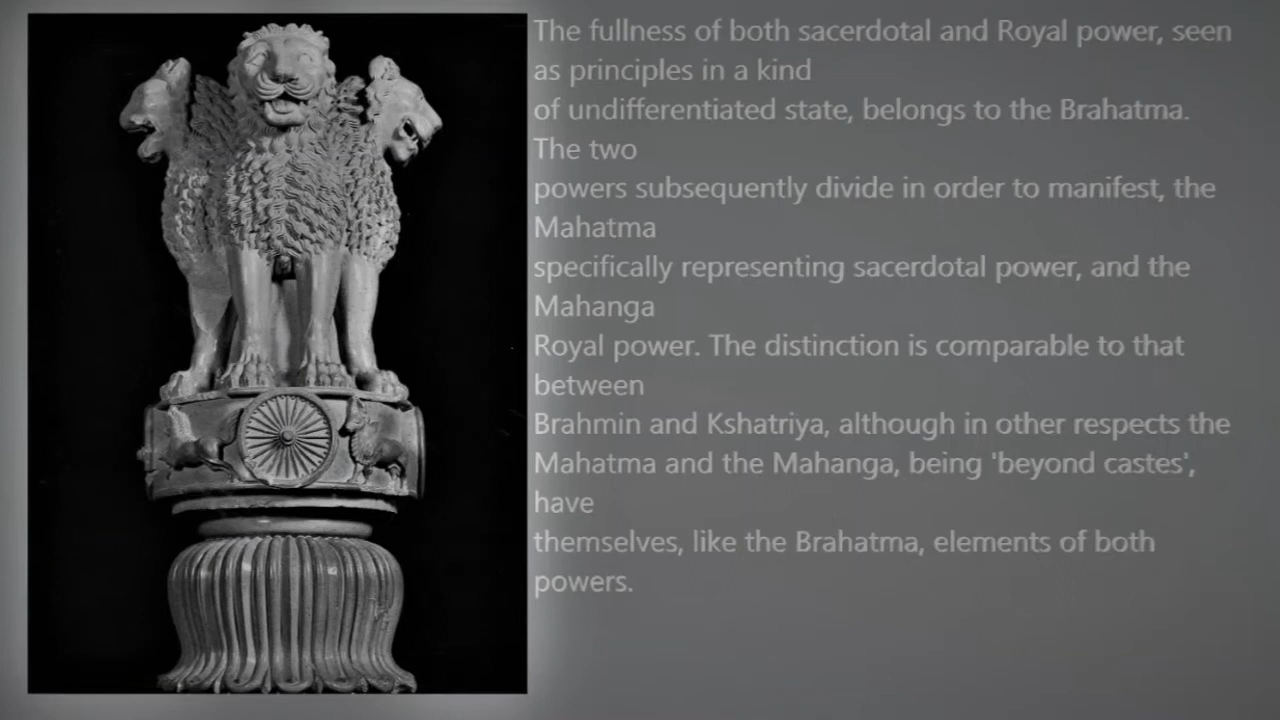 The fullness of both sacerdotal and Royal power, seen
as principles in a kind
of undifferentiated state, belongs to the Brahatma.
The two
powers subsequently divide in order to manifest, the
Mahatma
specifically representing sacerdotal power, and the
Mahanga
Royal power. The distinction is comparable to that
between
Brahmin and Kshatriya, although in other respects the
Mahatma and the Mahanga, being 'beyond castes',
have
themselves, like the Brahatma, elements of both
powers.